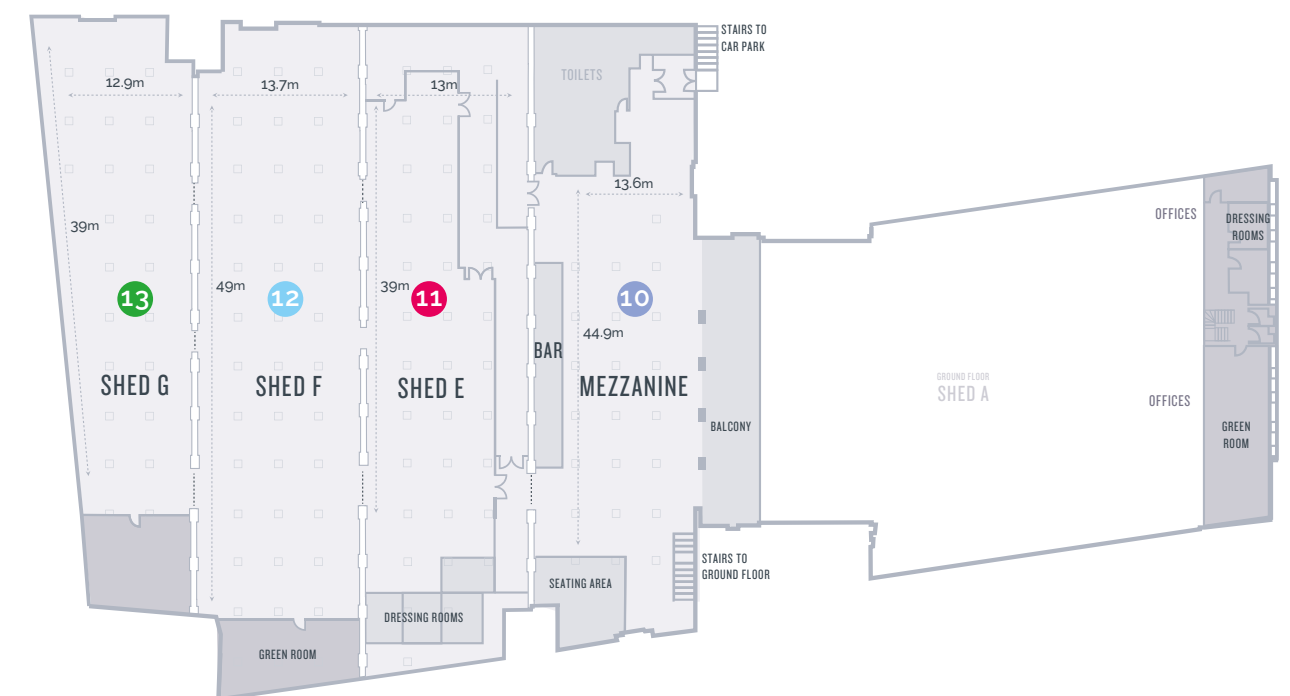 STAIRS TO
CAR PARK
TOILETS
12.9m
13.7m
13m
13.6m
39m
49m
39m
44.9m
13
12
11
10
SHED G
SHED F
SHED E
BAR
MEZZANINE
BALCONY
GROUND FLOOR
SHED A
OFFICES
DRESSING
ROOMS
OFFICES
GREEN
ROOM
STAIRS TO
GROUND FLOOR
SEATING AREA
DRESSING ROOMS
GREEN ROOM